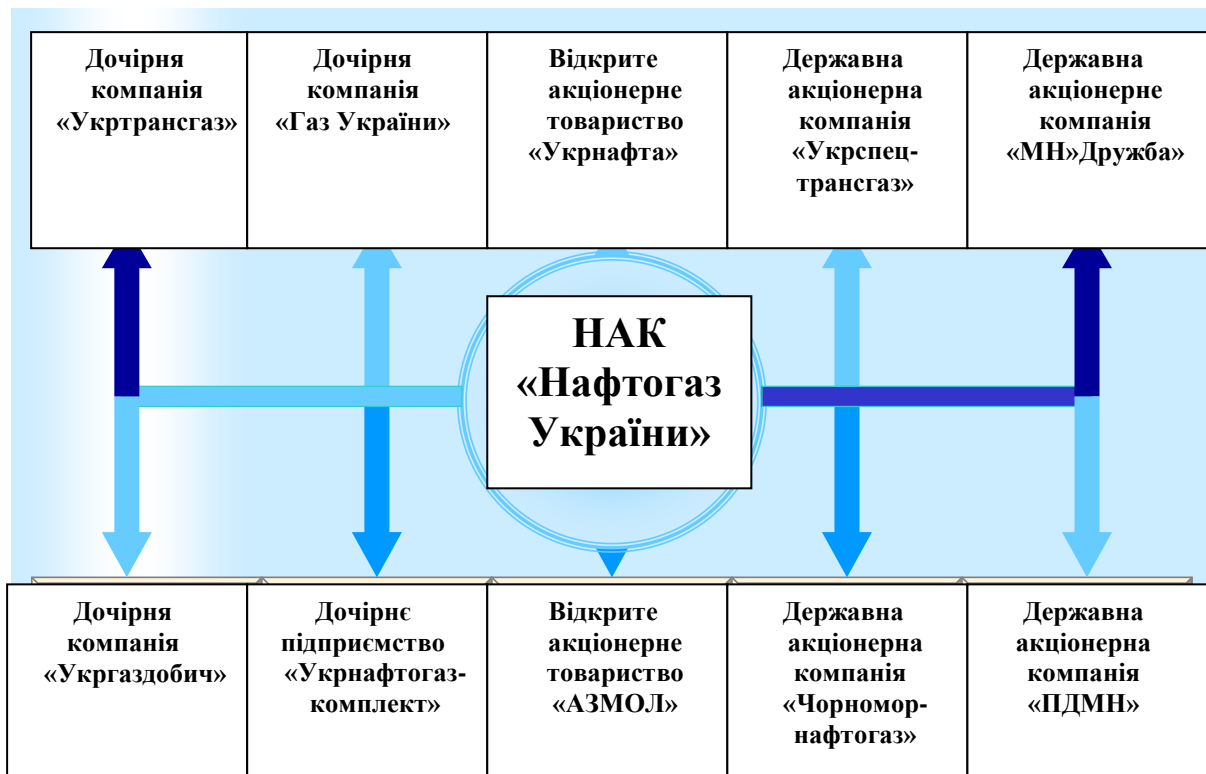 Дочірня
компанія
«Укртрансгаз»
Дочірня
компанія
«Газ України»
Відкрите
акціонерне
товариство
«Укрнафта»
Державна
акціонерна
компанія
«Укрспец-
трансгаз»
Державна
акціонерне
компанія
«МН»Дружба»
НАК
«Нафтогаз
України»
Дочірня
компанія
«Укргаздобич»
Дочірнє
підприємство
«Укрнафтогаз-
комплект»
Відкрите
акціонерне
товариство
«АЗМОЛ»
Державна
акціонерна
компанія
«Чорномор-
нафтогаз»
Державна
акціонерна
компанія
«ПДМН»